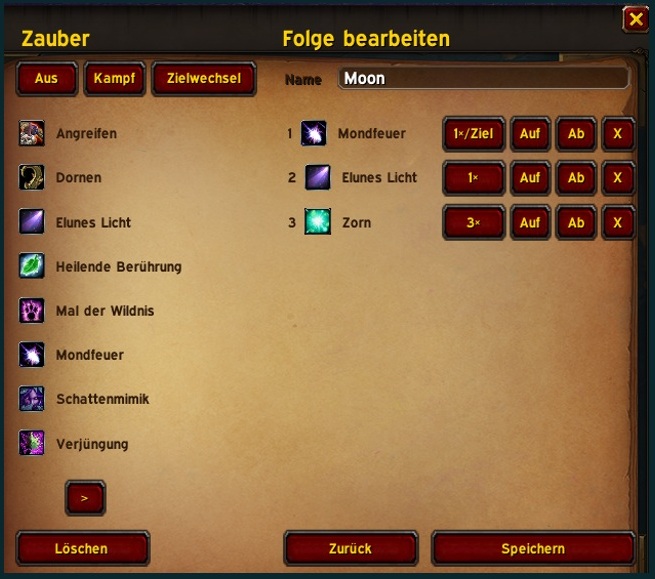 Zauber Folge bearbeiten X
Aus Kampf Zielwechsel Name Moon
Angreifen 1 Mondfeuer 1×/Ziel Auf Ab X
Dornen 2 Elunes Licht 1× Auf Ab X
Elunes Licht 3 Zorn 3× Auf Ab X
Heilende Berührung
Mal der Wildnis
Mondfeuer
Schattenmimik
Verjüngung
>
Löschen Zurück Speichern